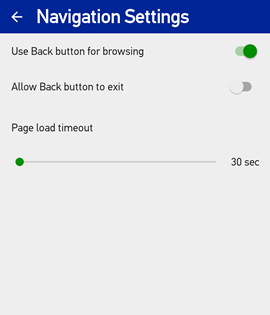 Navigation Settings
Use Back button for browsing
Allow Back button to exit
Page load timeout
30 sec